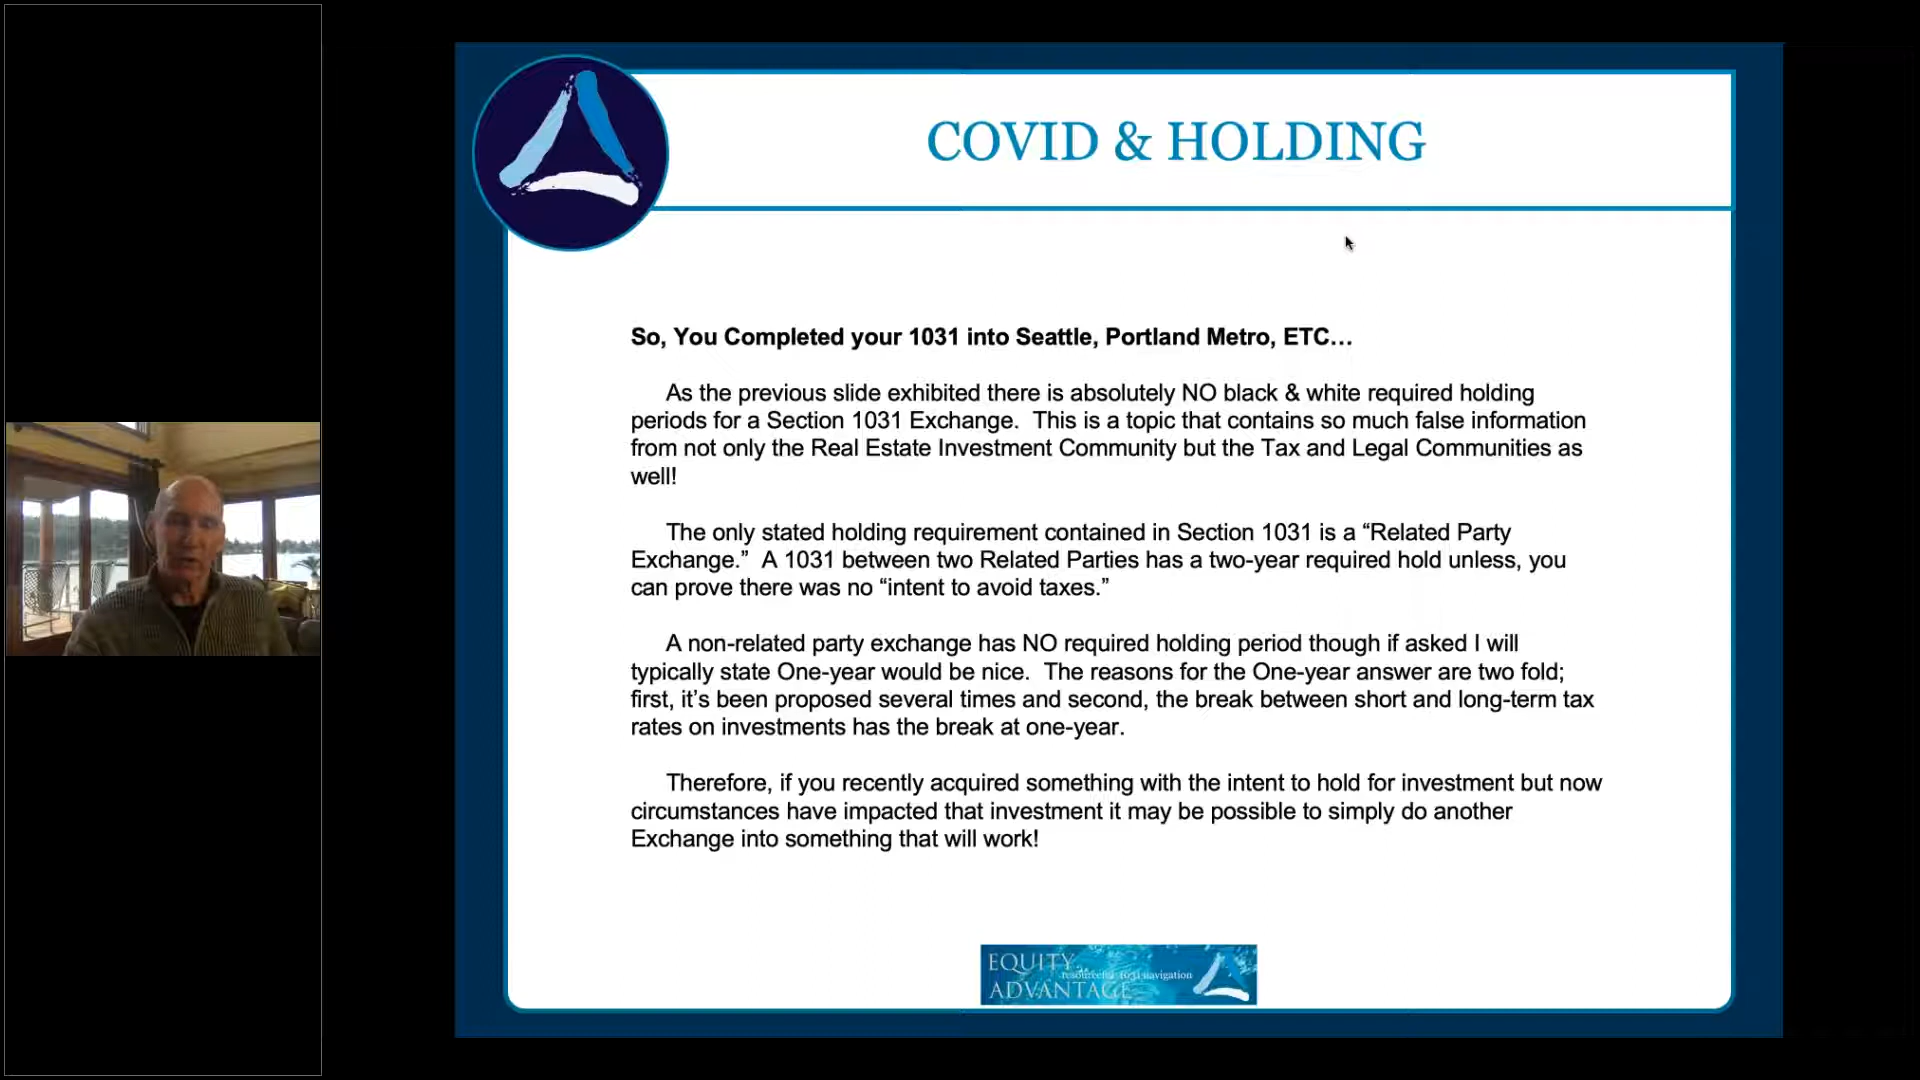 COVID & HOLDING
So, You Completed your 1031 into Seattle, Portland Metro, ETC…
As the previous slide exhibited there is absolutely NO black & white required holding
periods for a Section 1031 Exchange.  This is a topic that contains so much false information
from not only the Real Estate Investment Community but the Tax and Legal Communities as
well!
The only stated holding requirement contained in Section 1031 is a “Related Party
Exchange.”  A 1031 between two Related Parties has a two-year required hold unless, you
can prove there was no “intent to avoid taxes.”
A non-related party exchange has NO required holding period though if asked I will
typically state One-year would be nice.  The reasons for the One-year answer are two fold;
first, it’s been proposed several times and second, the break between short and long-term tax
rates on investments has the break at one-year.
Therefore, if you recently acquired something with the intent to hold for investment but now
circumstances have impacted that investment it may be possible to simply do another
Exchange into something that will work!
EQUITY
resourceful 1031 navigation
ADVANTAGE